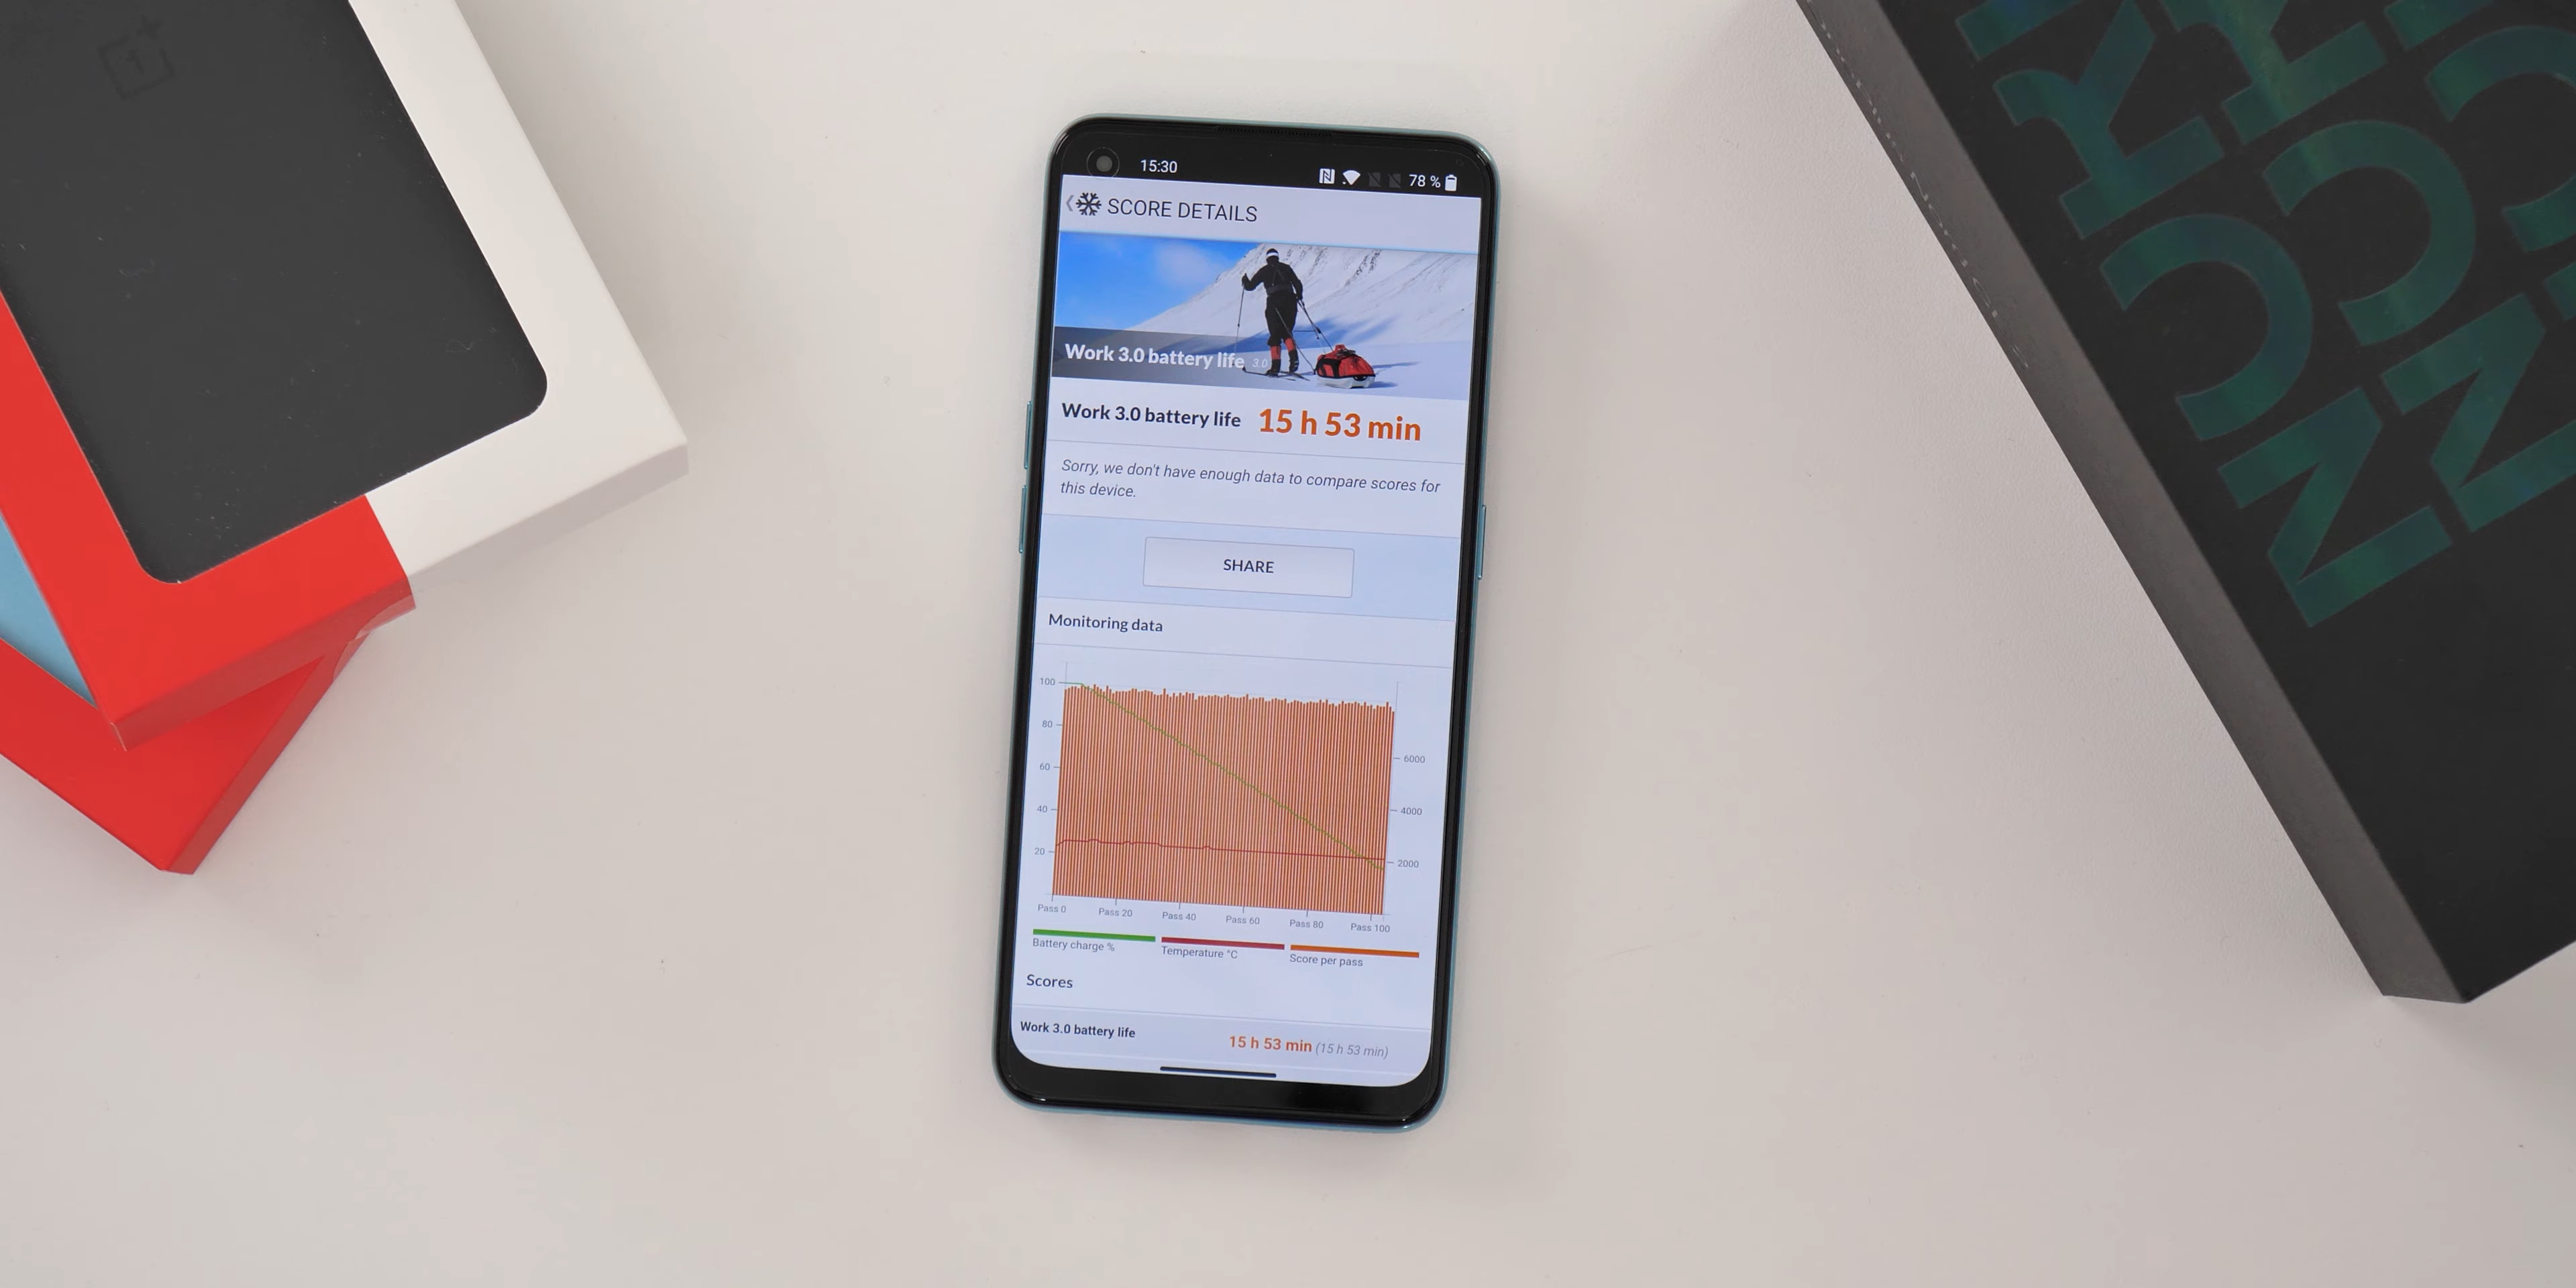 15:30
78 %
SCORE DETAILS
Work 3.0 battery life 3.0
Work 3.0 battery life 15 h 53 min
Sorry, we don't have enough data to compare scores for
this device.
SHARE
Monitoring data
100
80
60
40
20
6000
4000
2000
Pass 0 Pass 20 Pass 40 Pass 60 Pass 80 Pass 100
Battery charge % Temperature °C Score per pass
Scores
Work 3.0 battery life 15 h 53 min (15 h 53 min)